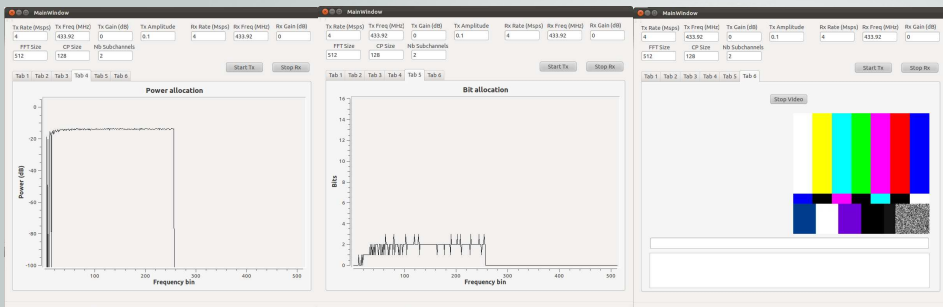 MainWindow
Tx Rate (Msps) Tx Freq (MHz) Tx Gain (dB) Tx Amplitude Rx Rate (Msps) Rx Freq (MHz) Rx Gain (dB)
4 433.92 0 0.1 4 433.92 0
FFT Size CP Size Nb Subchannels
512 128 2
Start Tx Stop Rx
Tab 1 Tab 2 Tab 3 Tab 4 Tab 5 Tab 6
Power allocation
0
-20
-40
-60
-80
-100
Power (dB)
100 200 300 400 500
Frequency bin
MainWindow
Tx Rate (Msps) Tx Freq (MHz) Tx Gain (dB) Tx Amplitude Rx Rate (Msps) Rx Freq (MHz) Rx Gain (dB)
4 433.92 0 0.1 4 433.92 0
FFT Size CP Size Nb Subchannels
512 128 2
Start Tx Stop Rx
Tab 1 Tab 2 Tab 3 Tab 4 Tab 5 Tab 6
Bit allocation
16
14
12
10
8
6
4
2
0
Bits
100 200 300 400 500
Frequency bin
MainWindow
Tx Rate (Msps) Tx Freq (MHz) Tx Gain (dB) Tx Amplitude Rx Rate (Msps) Rx Freq (MHz) Rx Gain (dB)
4 433.92 0 0.1 4 433.92 0
FFT Size CP Size Nb Subchannels
512 128 2
Start Tx Stop Rx
Tab 1 Tab 2 Tab 3 Tab 4 Tab 5 Tab 6
Stop Video